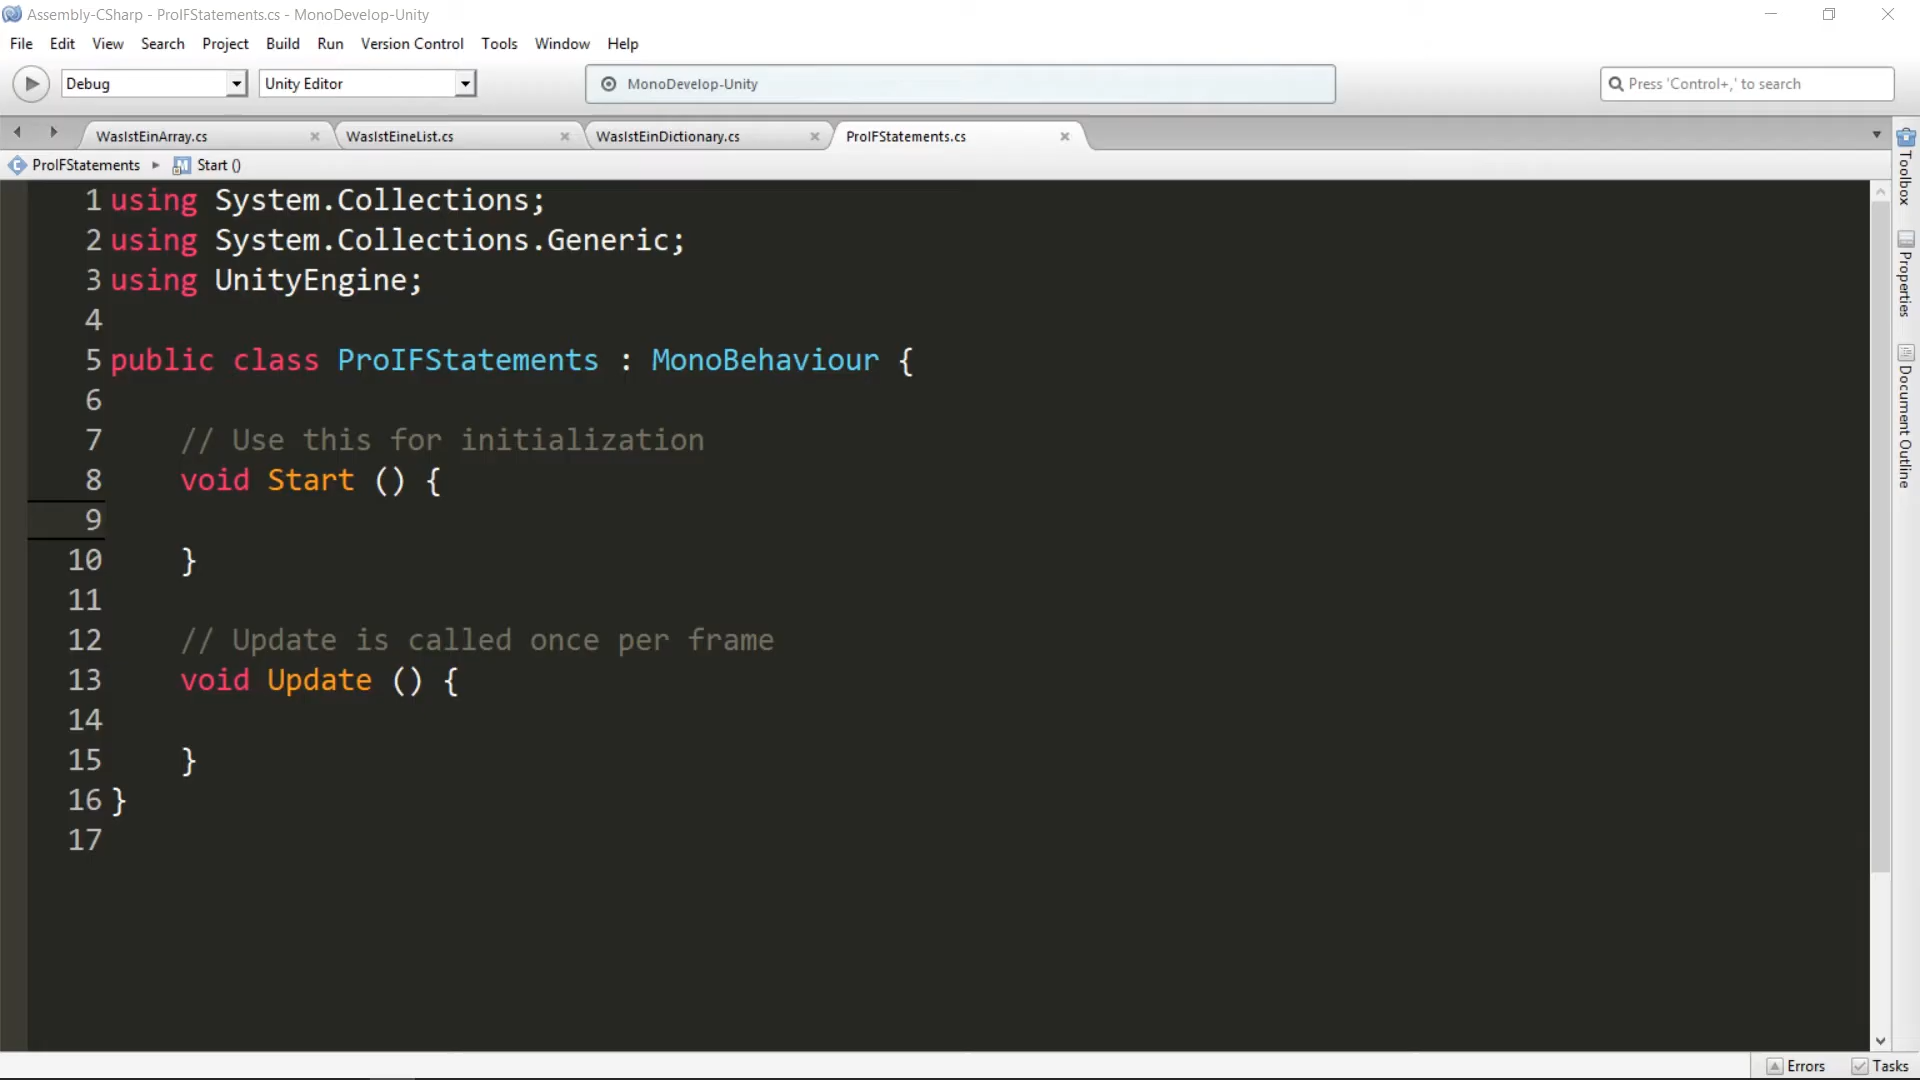 Assembly-CSharp - ProIFStatements.cs - MonoDevelop-Unity
File Edit View Search Project Build Run Version Control Tools Window Help
Debug Unity Editor MonoDevelop-Unity Press 'Control+,' to search
WasIstEinArray.cs WasIstEineList.cs WasIstEinDictionary.cs ProIFStatements.cs
ProIFStatements Start ()
1 using System.Collections;
2 using System.Collections.Generic;
3 using UnityEngine;
4
5 public class ProIFStatements : MonoBehaviour {
6
7 // Use this for initialization
8 void Start () {
9
10 }
11
12 // Update is called once per frame
13 void Update () {
14
15 }
16 }
17
Toolbox
Properties
Document Outline
Errors Tasks